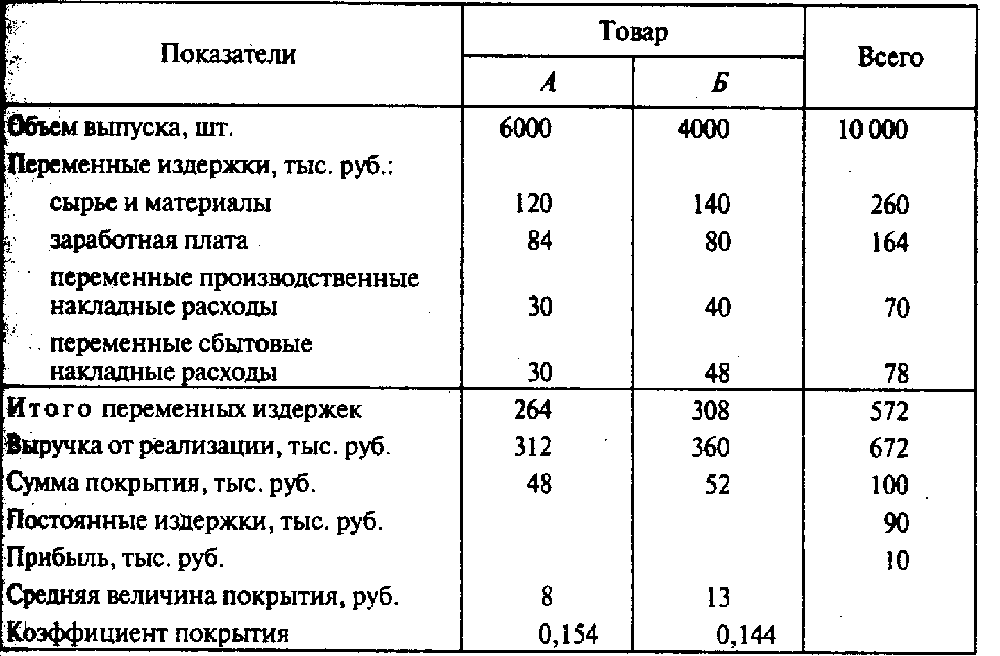 Показатели Товар Всего
А Б
Объем выпуска, шт. 6000 4000 10 000
Переменные издержки, тыс. руб.:
сырье и материалы 120 140 260
заработная плата 84 80 164
переменные производственные
накладные расходы 30 40 70
переменные сбытовые
накладные расходы 30 48 78
Итого переменных издержек 264 308 572
Выручка от реализации, тыс. руб. 312 360 672
Сумма покрытия, тыс. руб. 48 52 100
Постоянные издержки, тыс. руб. 90
Прибыль, тыс. руб. 10
Средняя величина покрытия, руб. 8 13
Коэффициент покрытия 0,154 0,144